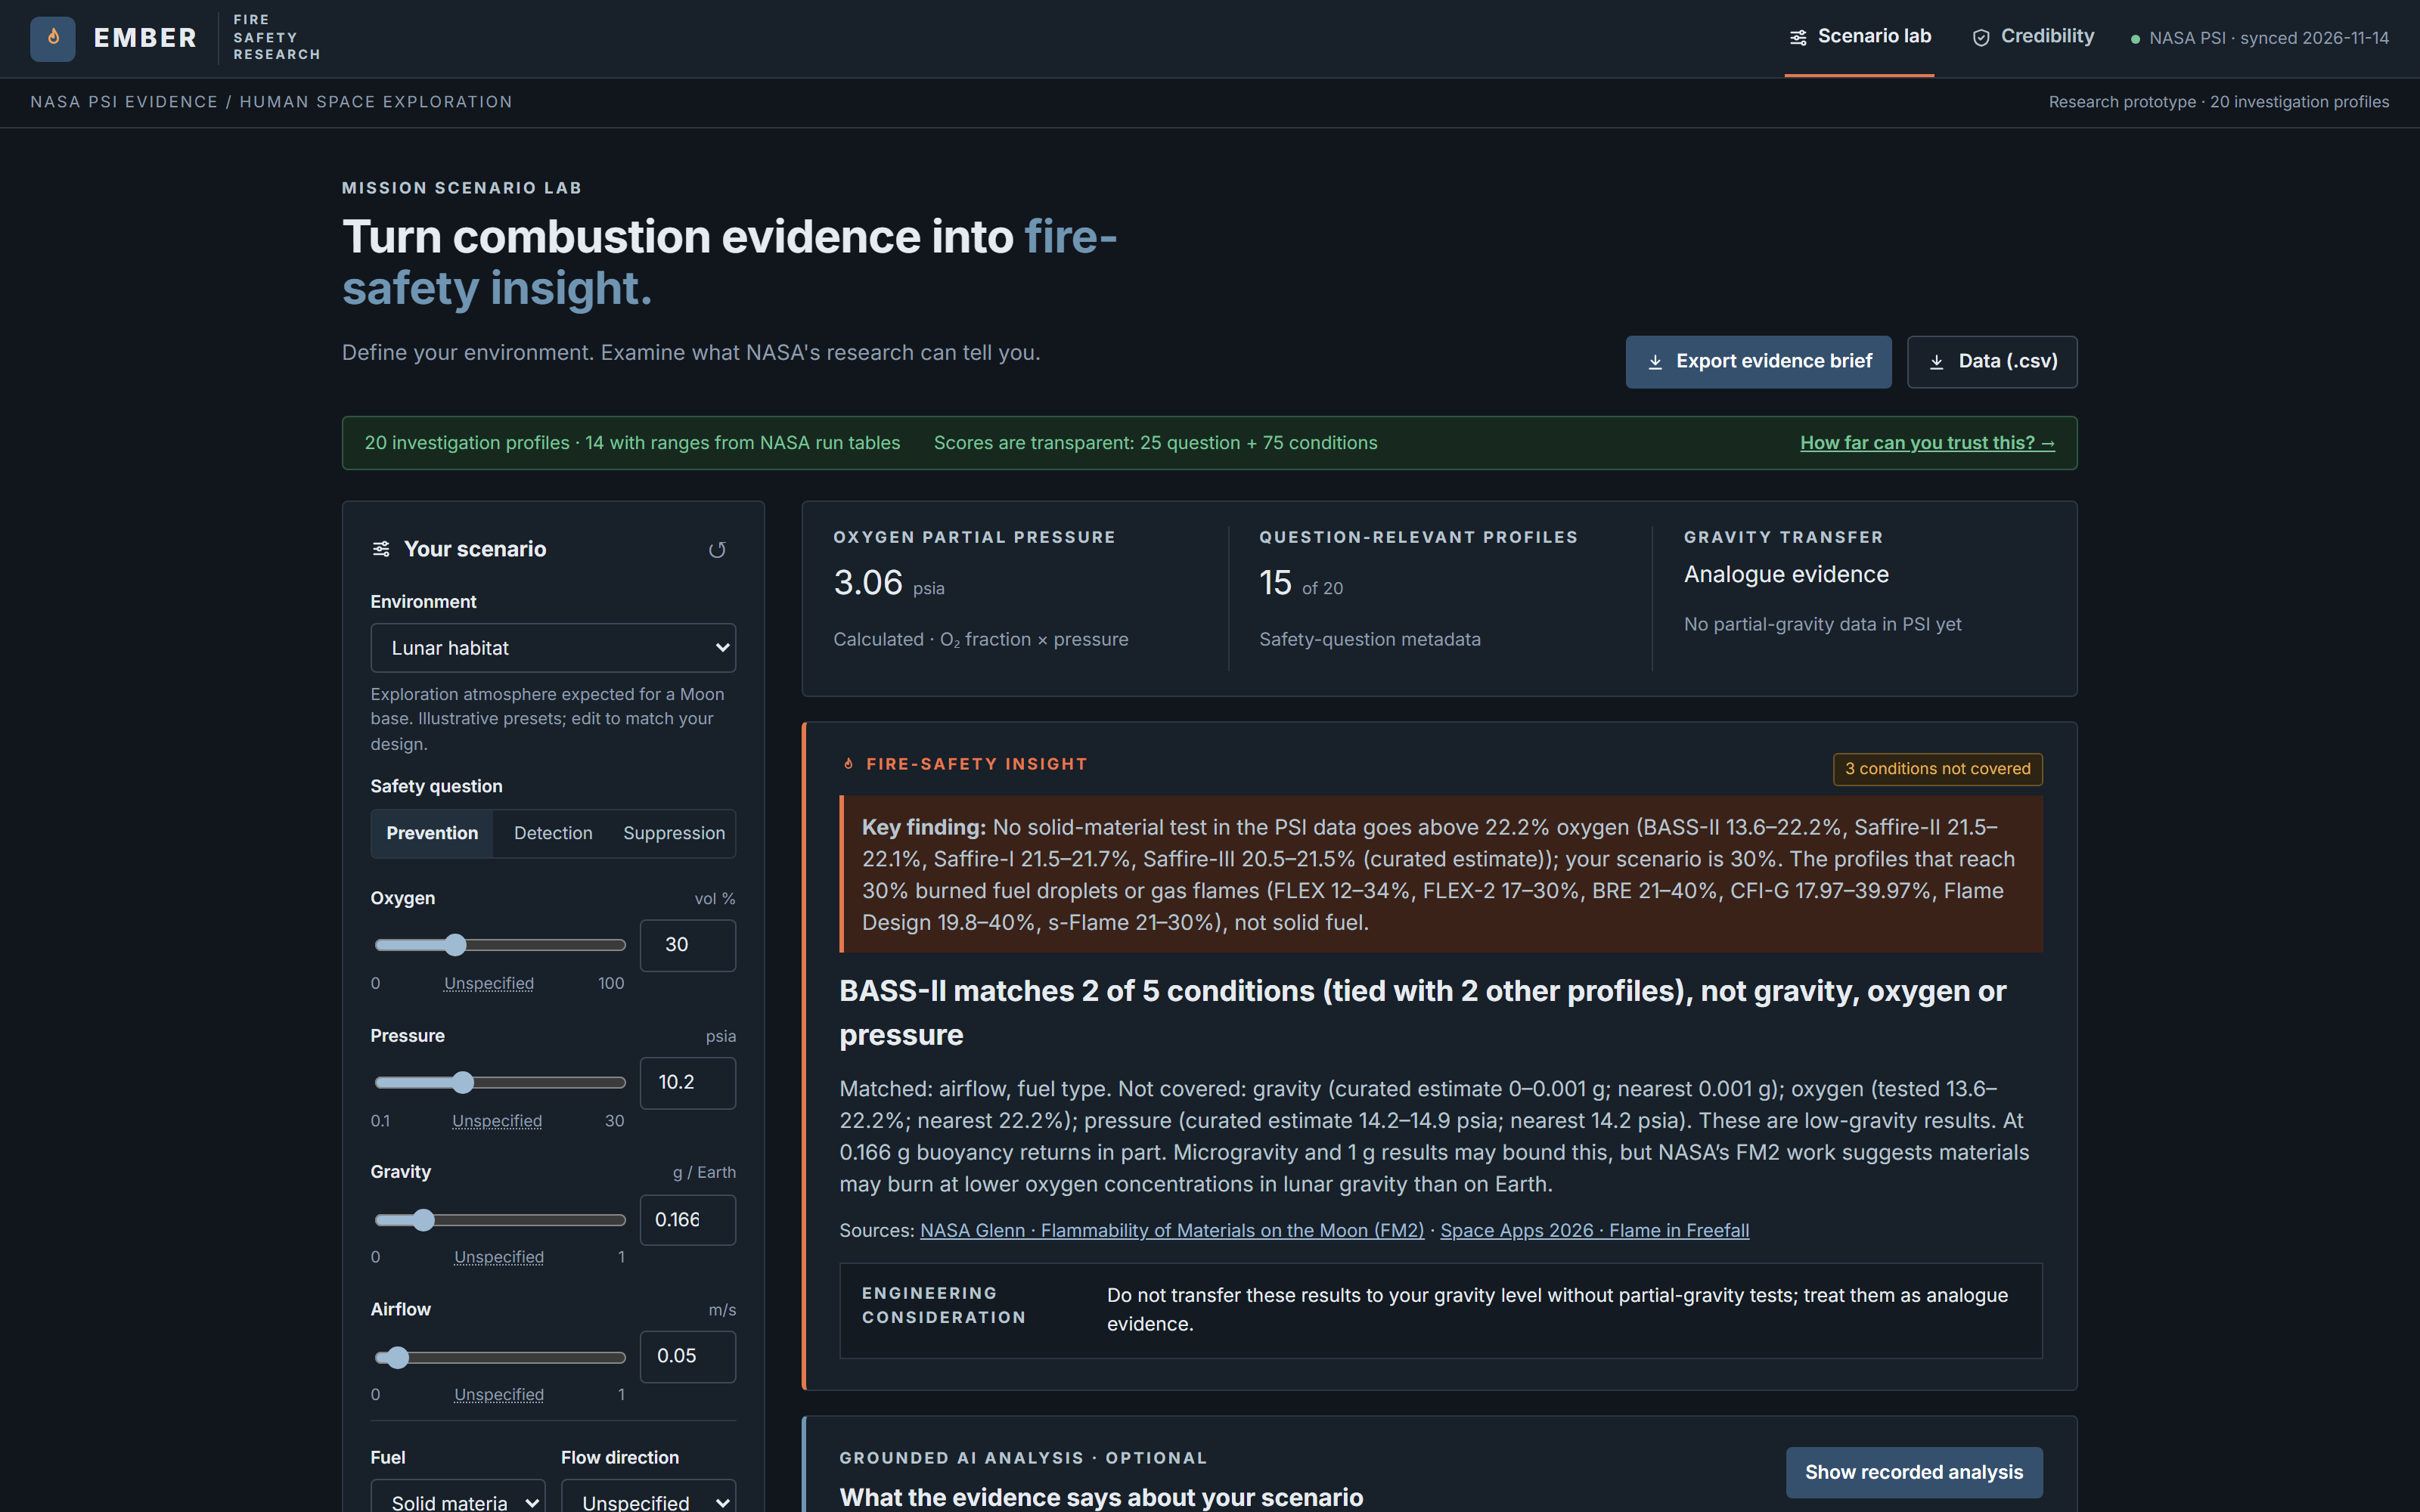 EMBER
FIRE
SAFETY
RESEARCH
Scenario lab
Credibility
NASA PSI · synced 2026-11-14
NASA PSI EVIDENCE / HUMAN SPACE EXPLORATION
Research prototype · 20 investigation profiles
MISSION SCENARIO LAB
Turn combustion evidence into fire-
safety insight.
Define your environment. Examine what NASA's research can tell you.
Export evidence brief
Data (.csv)
20 investigation profiles · 14 with ranges from NASA run tables
Scores are transparent: 25 question + 75 conditions
How far can you trust this? →
Your scenario
Environment
Lunar habitat
Exploration atmosphere expected for a Moon
base. Illustrative presets; edit to match your
design.
Safety question
Prevention
Detection
Suppression
Oxygen
vol %
30
0
Unspecified
100
Pressure
psia
10.2
0.1
Unspecified
30
Gravity
g / Earth
0.166
0
Unspecified
1
Airflow
m/s
0.05
0
Unspecified
1
Fuel
Flow direction
Solid materia
Unspecified
OXYGEN PARTIAL PRESSURE
3.06 psia
Calculated · O₂ fraction × pressure
QUESTION-RELEVANT PROFILES
15 of 20
Safety-question metadata
GRAVITY TRANSFER
Analogue evidence
No partial-gravity data in PSI yet
FIRE-SAFETY INSIGHT
3 conditions not covered
Key finding: No solid-material test in the PSI data goes above 22.2% oxygen (BASS-II 13.6–22.2%, Saffire-II 21.5–
22.1%, Saffire-I 21.5–21.7%, Saffire-III 20.5–21.5% (curated estimate)); your scenario is 30%. The profiles that reach
30% burned fuel droplets or gas flames (FLEX 12–34%, FLEX-2 17–30%, BRE 21–40%, CFI-G 17.97–39.97%, Flame
Design 19.8–40%, s-Flame 21–30%), not solid fuel.
BASS-II matches 2 of 5 conditions (tied with 2 other profiles), not gravity, oxygen or
pressure
Matched: airflow, fuel type. Not covered: gravity (curated estimate 0–0.001 g; nearest 0.001 g); oxygen (tested 13.6–
22.2%; nearest 22.2%); pressure (curated estimate 14.2–14.9 psia; nearest 14.2 psia). These are low-gravity results. At
0.166 g buoyancy returns in part. Microgravity and 1 g results may bound this, but NASA’s FM2 work suggests materials
may burn at lower oxygen concentrations in lunar gravity than on Earth.
Sources: NASA Glenn · Flammability of Materials on the Moon (FM2) · Space Apps 2026 · Flame in Freefall
ENGINEERING
CONSIDERATION
Do not transfer these results to your gravity level without partial-gravity tests; treat them as analogue
evidence.
GROUNDED AI ANALYSIS · OPTIONAL
What the evidence says about your scenario
Show recorded analysis